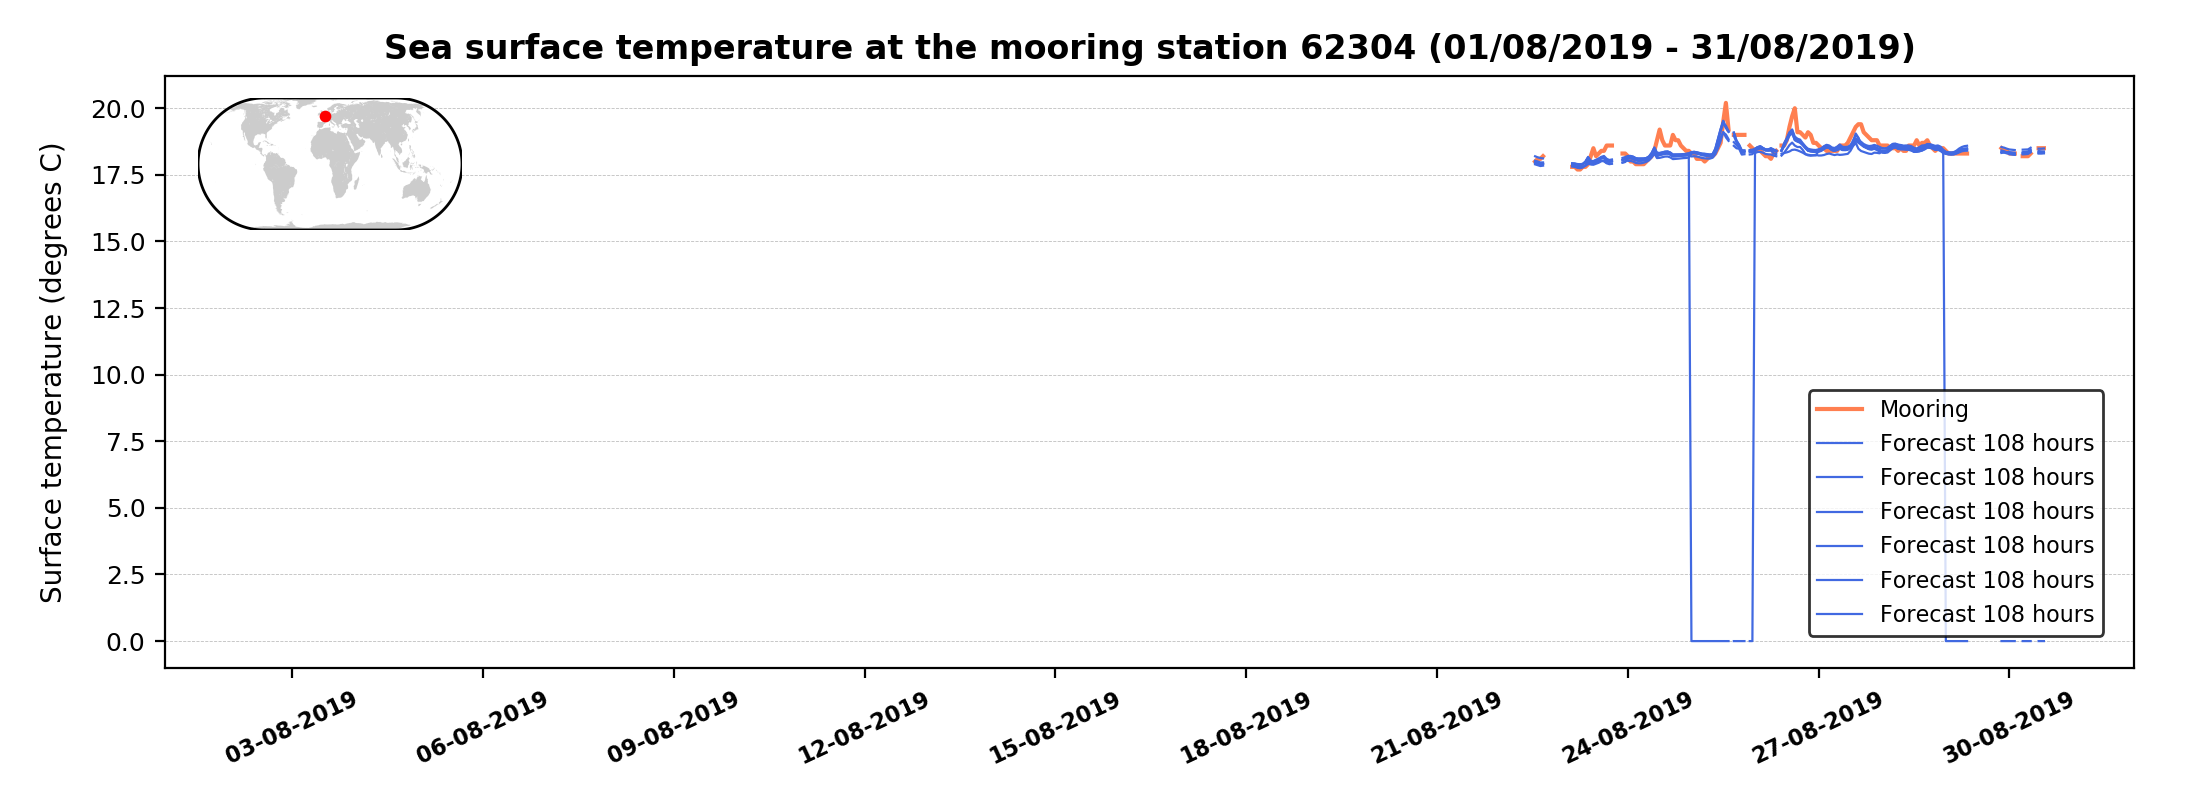 Sea surface temperature at the mooring station 62304 (01/08/2019 - 31/08/2019)
Surface temperature (degrees C)
20.0
17.5
15.0
12.5
10.0
7.5
5.0
2.5
0.0
Mooring
Forecast 108 hours
Forecast 108 hours
Forecast 108 hours
Forecast 108 hours
Forecast 108 hours
Forecast 108 hours
03-08-2019
06-08-2019
09-08-2019
12-08-2019
15-08-2019
18-08-2019
21-08-2019
24-08-2019
27-08-2019
30-08-2019